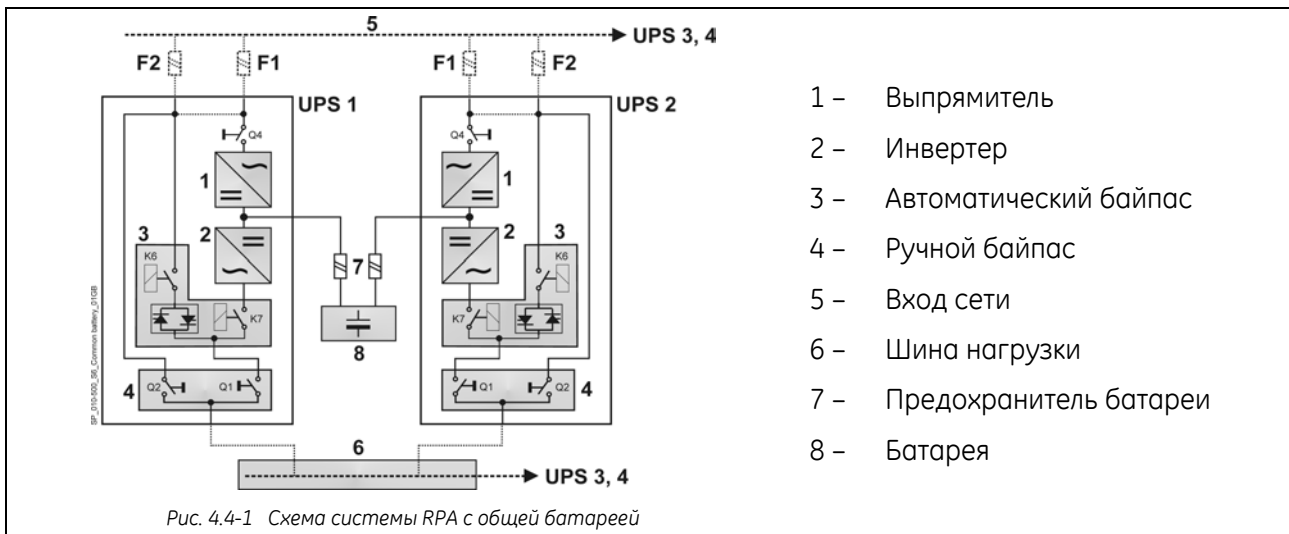 5
UPS 3, 4
F2
F1
F1
F2
UPS 1
UPS 2
Q4
Q4
1
1
3
2
2
3
K6
K6
7
K7
K7
8
4
Q2
Q1
Q1
Q2
4
SP_010-500_S6_Common battery_01GB
6
UPS 3, 4
Рис. 4.4-1 Схема системы RPA с общей батареей
1 – Выпрямитель
2 – Инвертер
3 – Автоматический байпас
4 – Ручной байпас
5 – Вход сети
6 – Шина нагрузки
7 – Предохранитель батареи
8 – Батарея